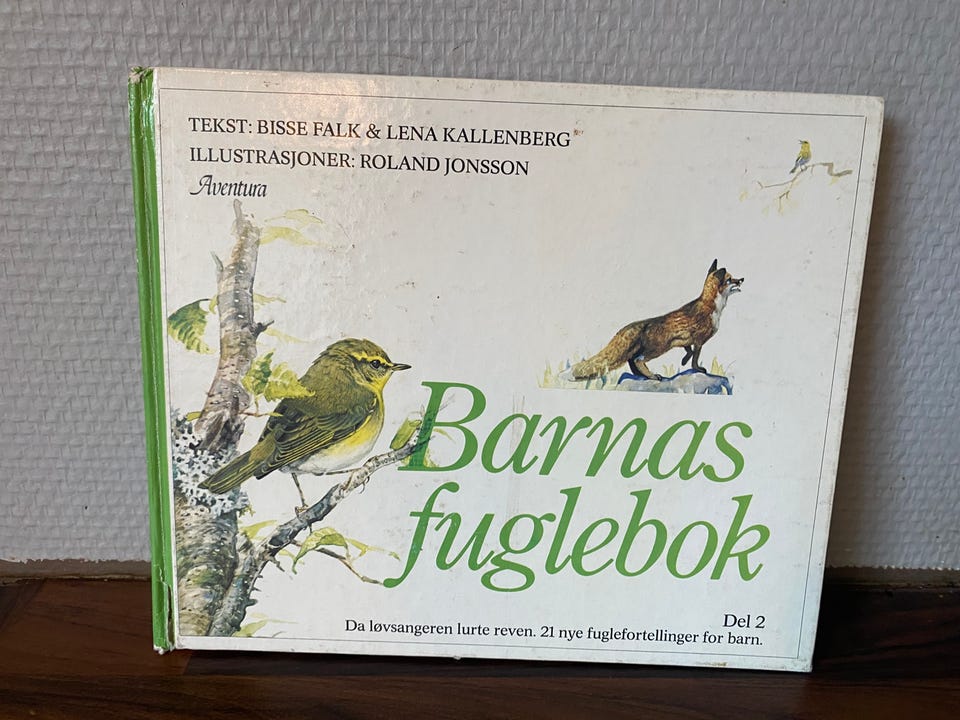 TEKST: BISSE FALK & LENA KALLENBERG
ILLUSTRASJONER: ROLAND JONSSON
Aventura
Barnas
fuglebok
Del 2
Da løvsangeren lurte reven. 21 nye fuglefortellinger for barn.